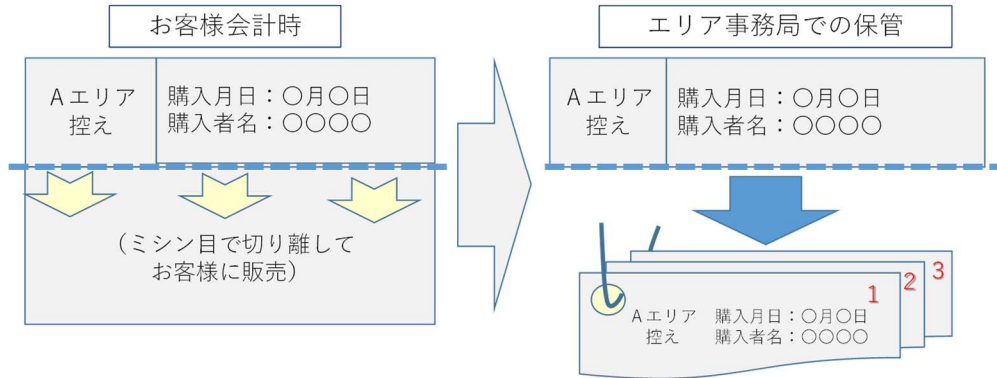 お客様会計時
エリア事務局での保管
Aエリア
控え
購入月日：〇月〇日
購入者名：〇〇〇〇
Aエリア
控え
購入月日：〇月〇日
購入者名：〇〇〇〇
（ミシン目で切り離して
お客様に販売）
3
2
1
Aエリア
控え
購入月日：〇月〇日
購入者名：〇〇〇〇